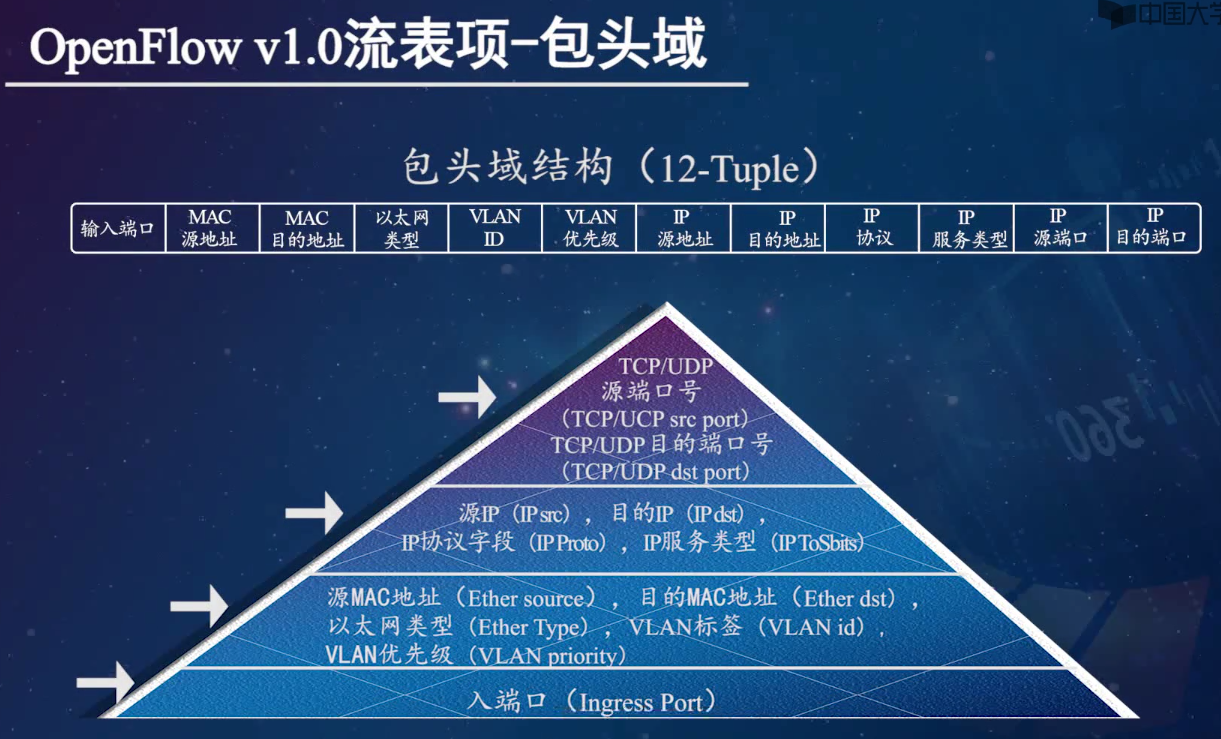 中国大学
OpenFlow v1.0流表项-包头域
包头域结构（12-Tuple）
输入端口
MAC
源地址
MAC
目的地址
以太网
类型
VLAN
ID
VLAN
优先级
IP
源地址
IP
目的地址
IP
协议
IP
服务类型
IP
源端口
IP
目的端口
TCP/UDP
源端口号
（TCP/UCP src port）
TCP/UDP目的端口号
（TCP/UDP dst port）
源IP（IP src），目的IP（IP dst），
IP协议字段（IP Proto），IP服务类型（IP ToS bits）
源MAC地址（Ether source），目的MAC地址（Ether dst），
以太网类型（Ether Type），VLAN标签（VLAN id），
VLAN优先级（VLAN priority）
入端口（Ingress Port）
360